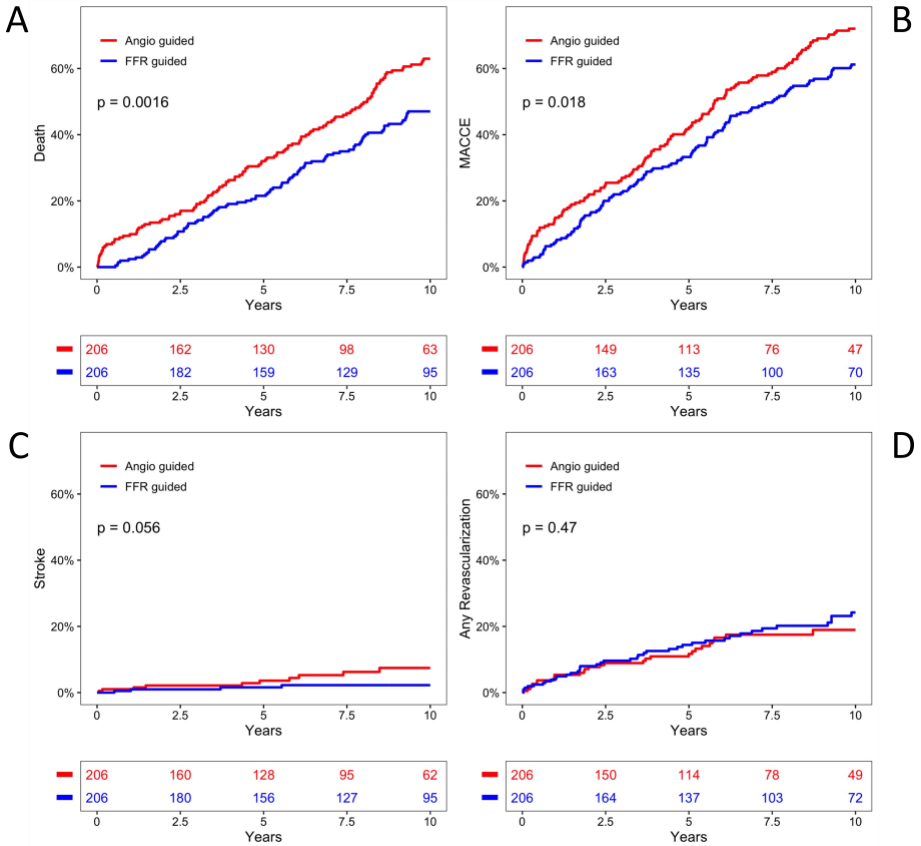 A
Angio guided
FFR guided
p = 0.0016
Death
60%
40%
20%
0%
0 2.5 5 7.5 10
Years
206 162 130 98 63
206 182 159 129 95
0 2.5 5 7.5 10
Years
B
Angio guided
FFR guided
p = 0.018
MACCE
60%
40%
20%
0%
0 2.5 5 7.5 10
Years
206 149 113 76 47
206 163 135 100 70
0 2.5 5 7.5 10
Years
C
Angio guided
FFR guided
p = 0.056
Stroke
60%
40%
20%
0%
0 2.5 5 7.5 10
Years
206 160 128 95 62
206 180 156 127 95
0 2.5 5 7.5 10
Years
D
Angio guided
FFR guided
p = 0.47
Any Revascularization
60%
40%
20%
0%
0 2.5 5 7.5 10
Years
206 150 114 78 49
206 164 137 103 72
0 2.5 5 7.5 10
Years